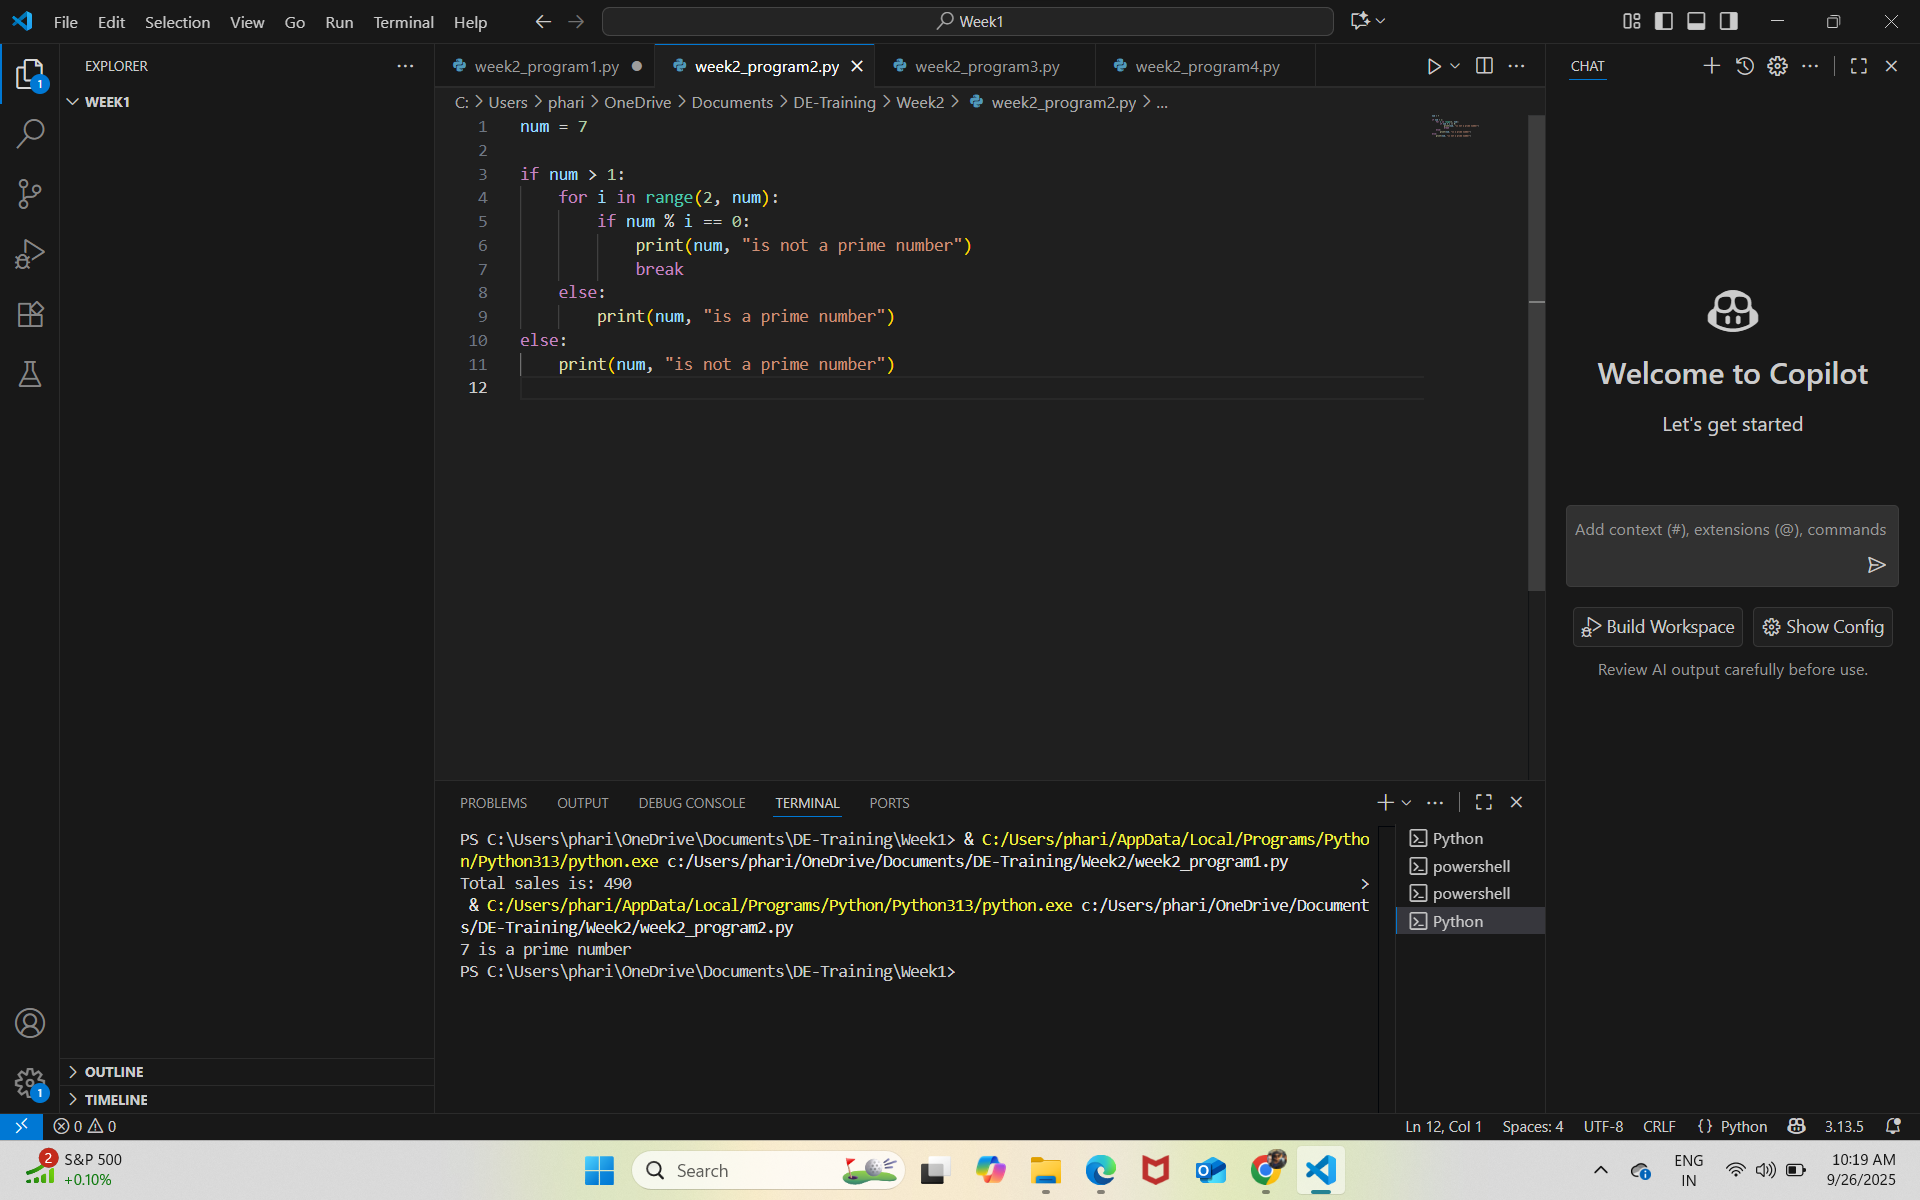 File Edit Selection View Go Run Terminal Help
Week1
EXPLORER
WEEK1
OUTLINE
TIMELINE
1
1
week2_program1.py
week2_program2.py
week2_program3.py
week2_program4.py
C: > Users > phari > OneDrive > Documents > DE-Training > Week2 > week2_program2.py > ...
1 num = 7
2
3 if num > 1:
4     for i in range(2, num):
5         if num % i == 0:
6             print(num, "is not a prime number")
7             break
8     else:
9         print(num, "is a prime number")
10 else:
11     print(num, "is not a prime number")
12
PROBLEMS OUTPUT DEBUG CONSOLE TERMINAL PORTS
PS C:\Users\phari\OneDrive\Documents\DE-Training\Week1> & C:/Users/phari/AppData/Local/Programs/Pytho
n/Python313/python.exe c:/Users/phari/OneDrive/Documents/DE-Training/Week2/week2_program1.py
Total sales is: 490 >
& C:/Users/phari/AppData/Local/Programs/Python/Python313/python.exe c:/Users/phari/OneDrive/Document
s/DE-Training/Week2/week2_program2.py
7 is a prime number
PS C:\Users\phari\OneDrive\Documents\DE-Training\Week1>
Python
powershell
powershell
Python
CHAT
Welcome to Copilot
Let's get started
Add context (#), extensions (@), commands
Build Workspace Show Config
Review AI output carefully before use.
0 0
Ln 12, Col 1 Spaces: 4 UTF-8 CRLF {} Python 3.13.5
2
S&P 500
+0.10%
Search
ENG
IN
10:19 AM
9/26/2025